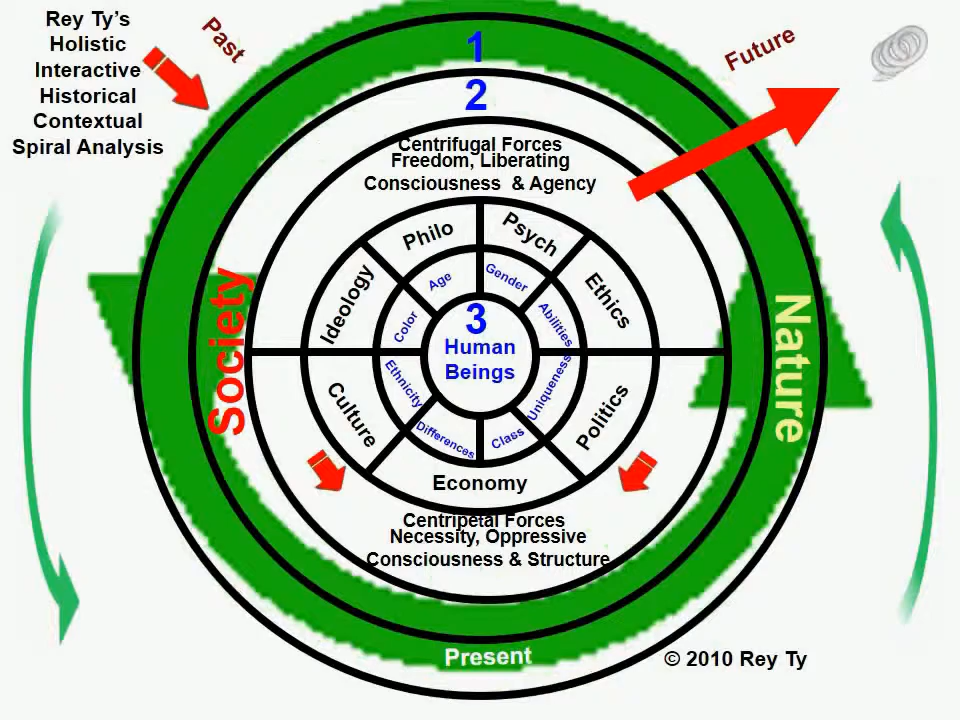 Rey Ty's
Holistic
Interactive
Historical
Contextual
Spiral Analysis
Past
Future
1
2
Centrifugal Forces
Freedom, Liberating
Consciousness & Agency
Philo
Psych
Ideology
Ethics
Age
Gender
Color
Abilities
3
Human
Beings
Society
Nature
Ethnicity
Uniqueness
Differences
Class
Culture
Politics
Economy
Centripetal Forces
Necessity, Oppressive
Consciousness & Structure
Present
© 2010 Rey Ty